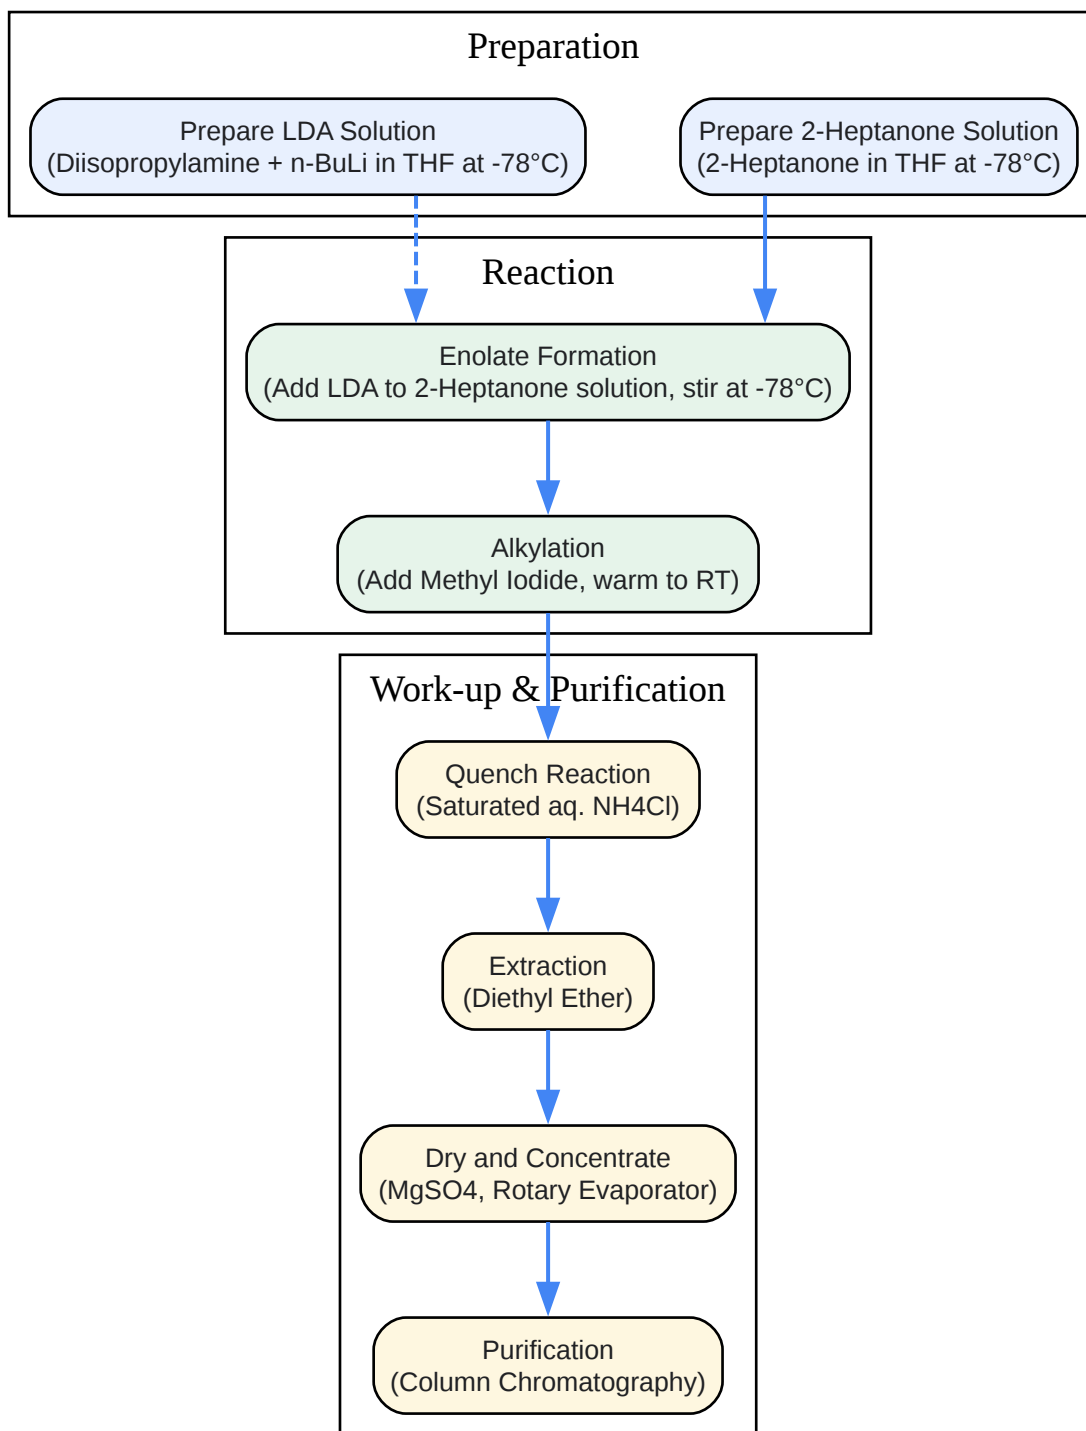 Preparation
Prepare LDA Solution
(Diisopropylamine + n-BuLi in THF at -78°C)
Prepare 2-Heptanone Solution
(2-Heptanone in THF at -78°C)
Reaction
Enolate Formation
(Add LDA to 2-Heptanone solution, stir at -78°C)
Alkylation
(Add Methyl Iodide, warm to RT)
Work-up & Purification
Quench Reaction
(Saturated aq. NH4Cl)
Extraction
(Diethyl Ether)
Dry and Concentrate
(MgSO4, Rotary Evaporator)
Purification
(Column Chromatography)